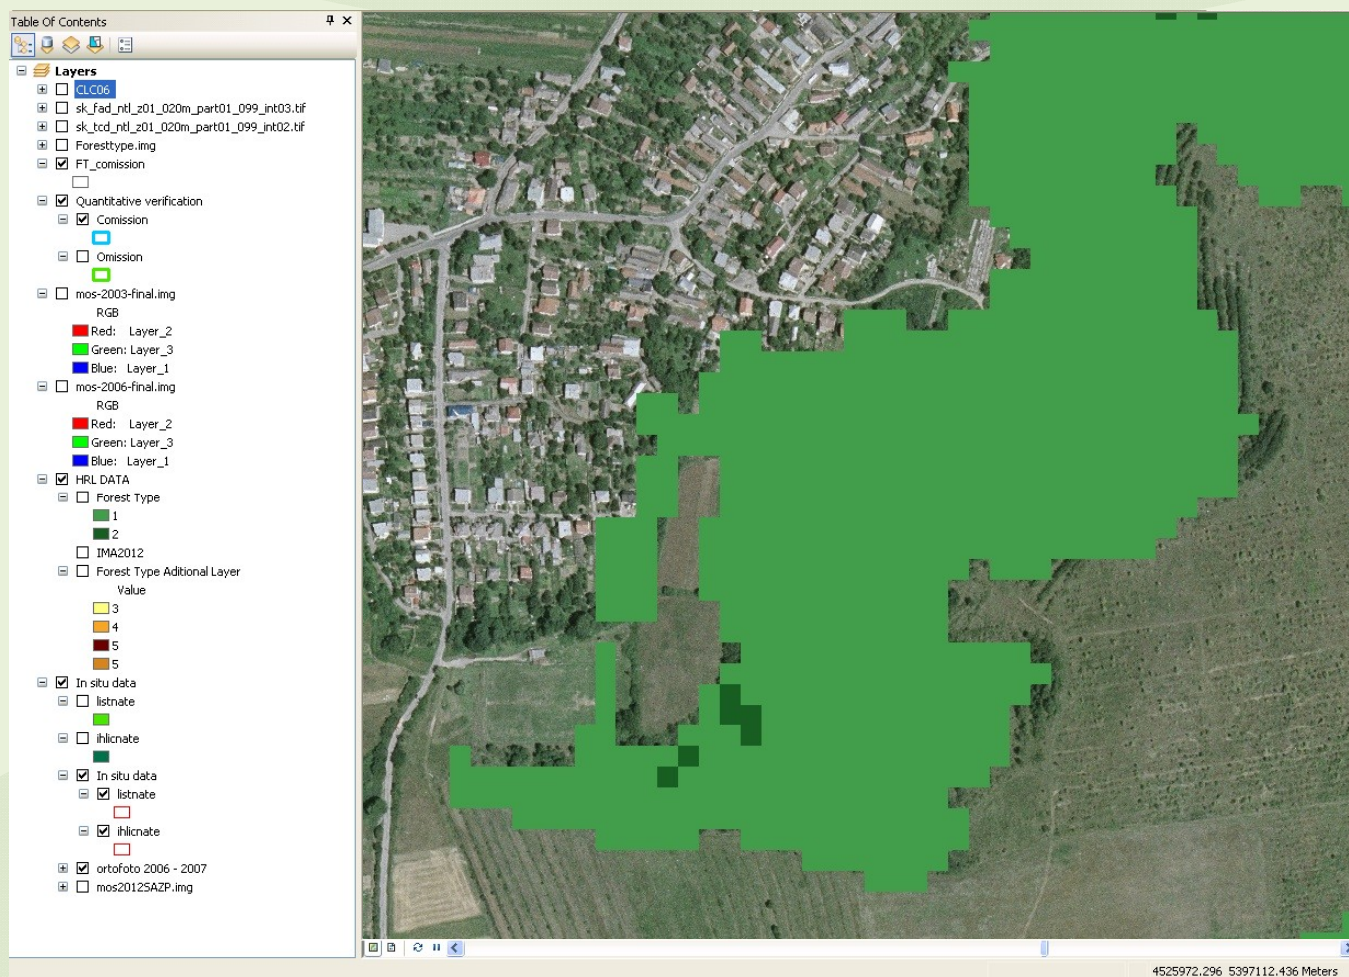 Table Of Contents
Layers
CLC06
sk_fad_ntl_z01_020m_part01_099_int03.tif
sk_tcd_ntl_z01_020m_part01_099_int02.tif
Foresttype.img
FT_comission
Quantitative verification
Comission
Omission
mos-2003-final.img
RGB
Red: Layer_2
Green: Layer_3
Blue: Layer_1
mos-2006-final.img
RGB
Red: Layer_2
Green: Layer_3
Blue: Layer_1
HRL DATA
Forest Type
1
2
IMA2012
Forest Type Aditional Layer
Value
3
4
5
5
In situ data
listnate
ihlicnate
In situ data
listnate
ihlicnate
ortofoto 2006 - 2007
mos2012SAZP.img
4525972.296 5397112.436 Meters